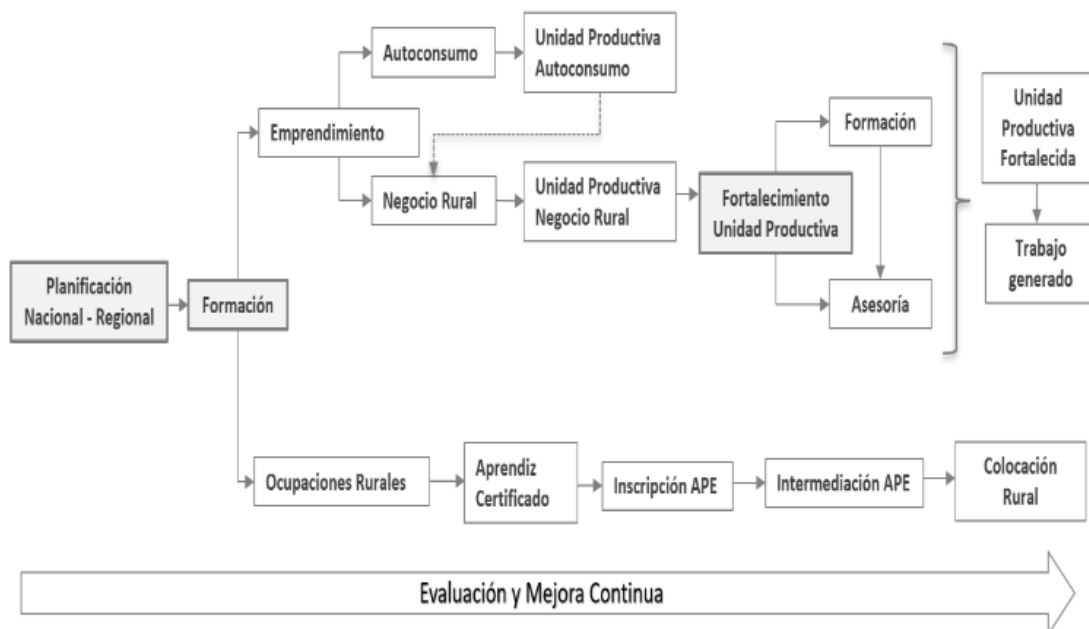 Autoconsumo
Unidad Productiva
Autoconsumo
Emprendimiento
Negocio Rural
Unidad Productiva
Negocio Rural
Fortalecimiento
Unidad Productiva
Formación
Asesoría
Unidad
Productiva
Fortalecida
Trabajo
generado
Planificación
Nacional - Regional
Formación
Ocupaciones Rurales
Aprendiz
Certificado
Inscripción APE
Intermediación APE
Colocación
Rural
Evaluación y Mejora Continua